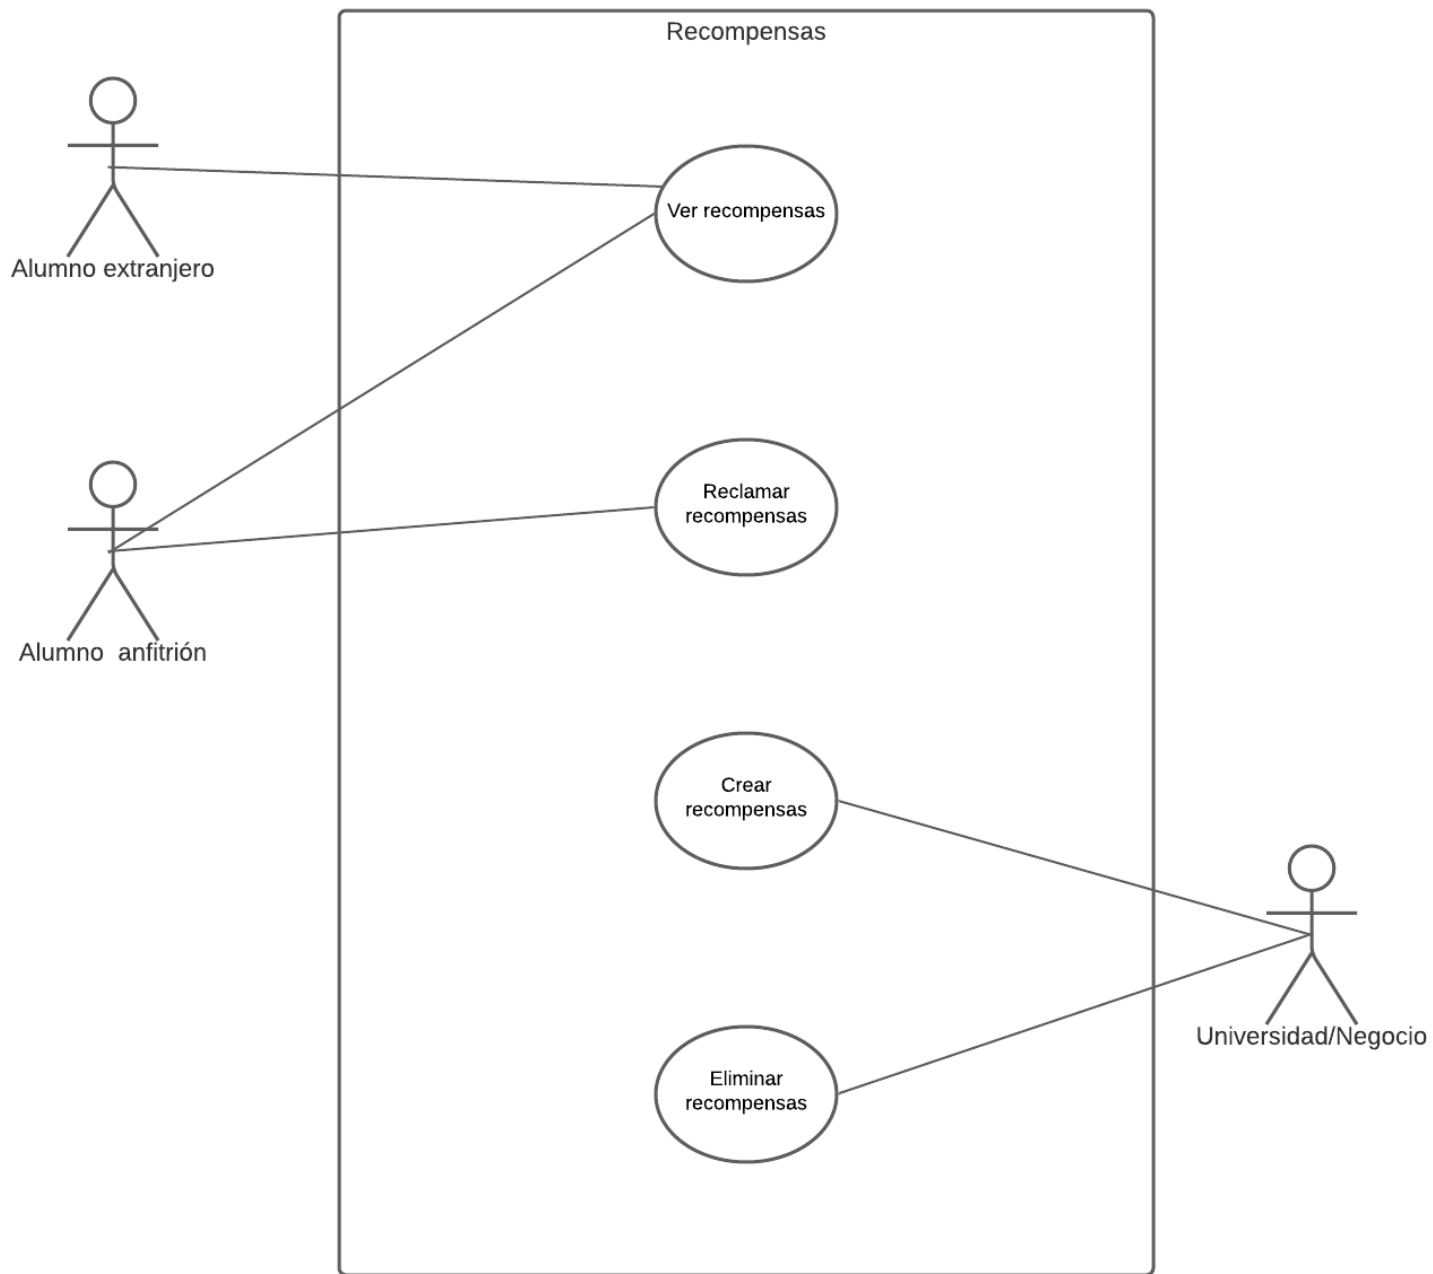 Recompensas
Ver recompensas
Alumno extranjero
Reclamar
recompensas
Alumno  anfitrión
Crear
recompensas
Universidad/Negocio
Eliminar
recompensas